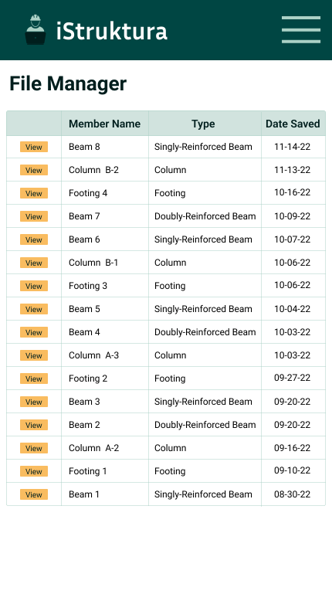 iStruktura
File Manager
Member Name Type Date Saved
View Beam 8 Singly-Reinforced Beam 11-14-22
View Column B-2 Column 11-13-22
View Footing 4 Footing 10-16-22
View Beam 7 Doubly-Reinforced Beam 10-09-22
View Beam 6 Singly-Reinforced Beam 10-07-22
View Column B-1 Column 10-06-22
View Footing 3 Footing 10-06-22
View Beam 5 Singly-Reinforced Beam 10-04-22
View Beam 4 Doubly-Reinforced Beam 10-03-22
View Column A-3 Column 10-03-22
View Footing 2 Footing 09-27-22
View Beam 3 Singly-Reinforced Beam 09-20-22
View Beam 2 Doubly-Reinforced Beam 09-20-22
View Column A-2 Column 09-16-22
View Footing 1 Footing 09-10-22
View Beam 1 Singly-Reinforced Beam 08-30-22